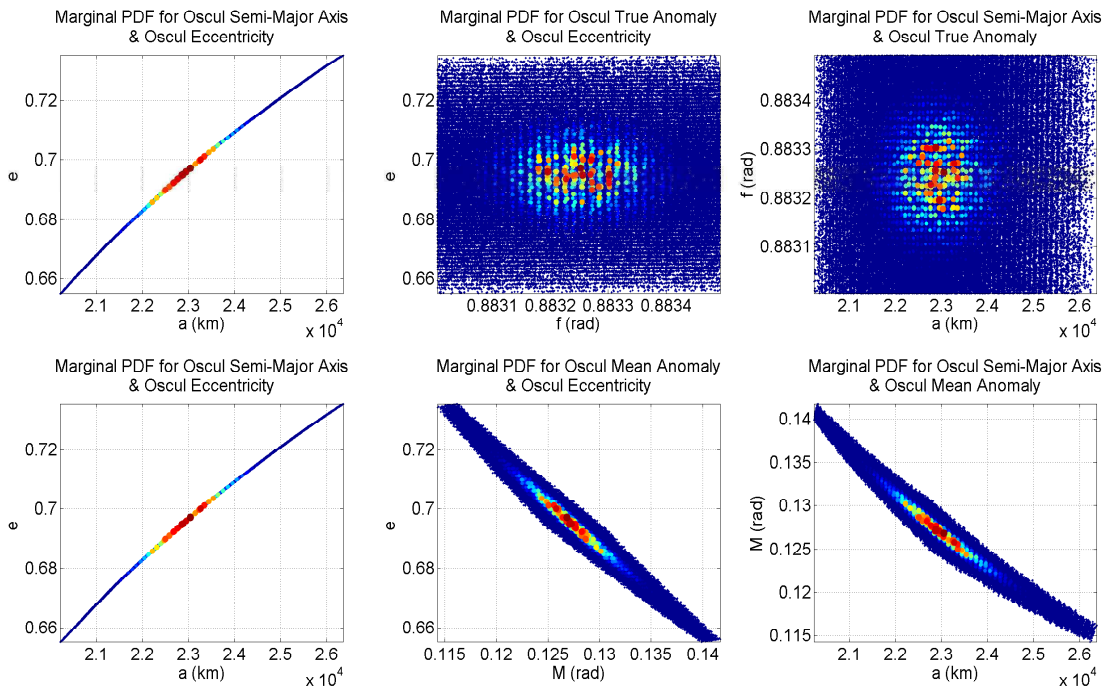 Marginal PDF for Oscul Semi-Major Axis
& Oscul Eccentricity
0.72
0.7
0.68
0.66
e
2.1 2.2 2.3 2.4 2.5 2.6
a (km)
x 10^4
Marginal PDF for Oscul True Anomaly
& Oscul Eccentricity
0.72
0.7
0.68
0.66
e
0.8831 0.8832 0.8833 0.8834
f (rad)
Marginal PDF for Oscul Semi-Major Axis
& Oscul True Anomaly
0.8834
0.8833
0.8832
0.8831
f (rad)
2.1 2.2 2.3 2.4 2.5 2.6
a (km)
x 10^4
Marginal PDF for Oscul Semi-Major Axis
& Oscul Eccentricity
0.72
0.7
0.68
0.66
e
2.1 2.2 2.3 2.4 2.5 2.6
a (km)
x 10^4
Marginal PDF for Oscul Mean Anomaly
& Oscul Eccentricity
0.72
0.7
0.68
0.66
e
0.115 0.12 0.125 0.13 0.135 0.14
M (rad)
Marginal PDF for Oscul Semi-Major Axis
& Oscul Mean Anomaly
0.14
0.135
0.13
0.125
0.12
0.115
M (rad)
2.1 2.2 2.3 2.4 2.5 2.6
a (km)
x 10^4